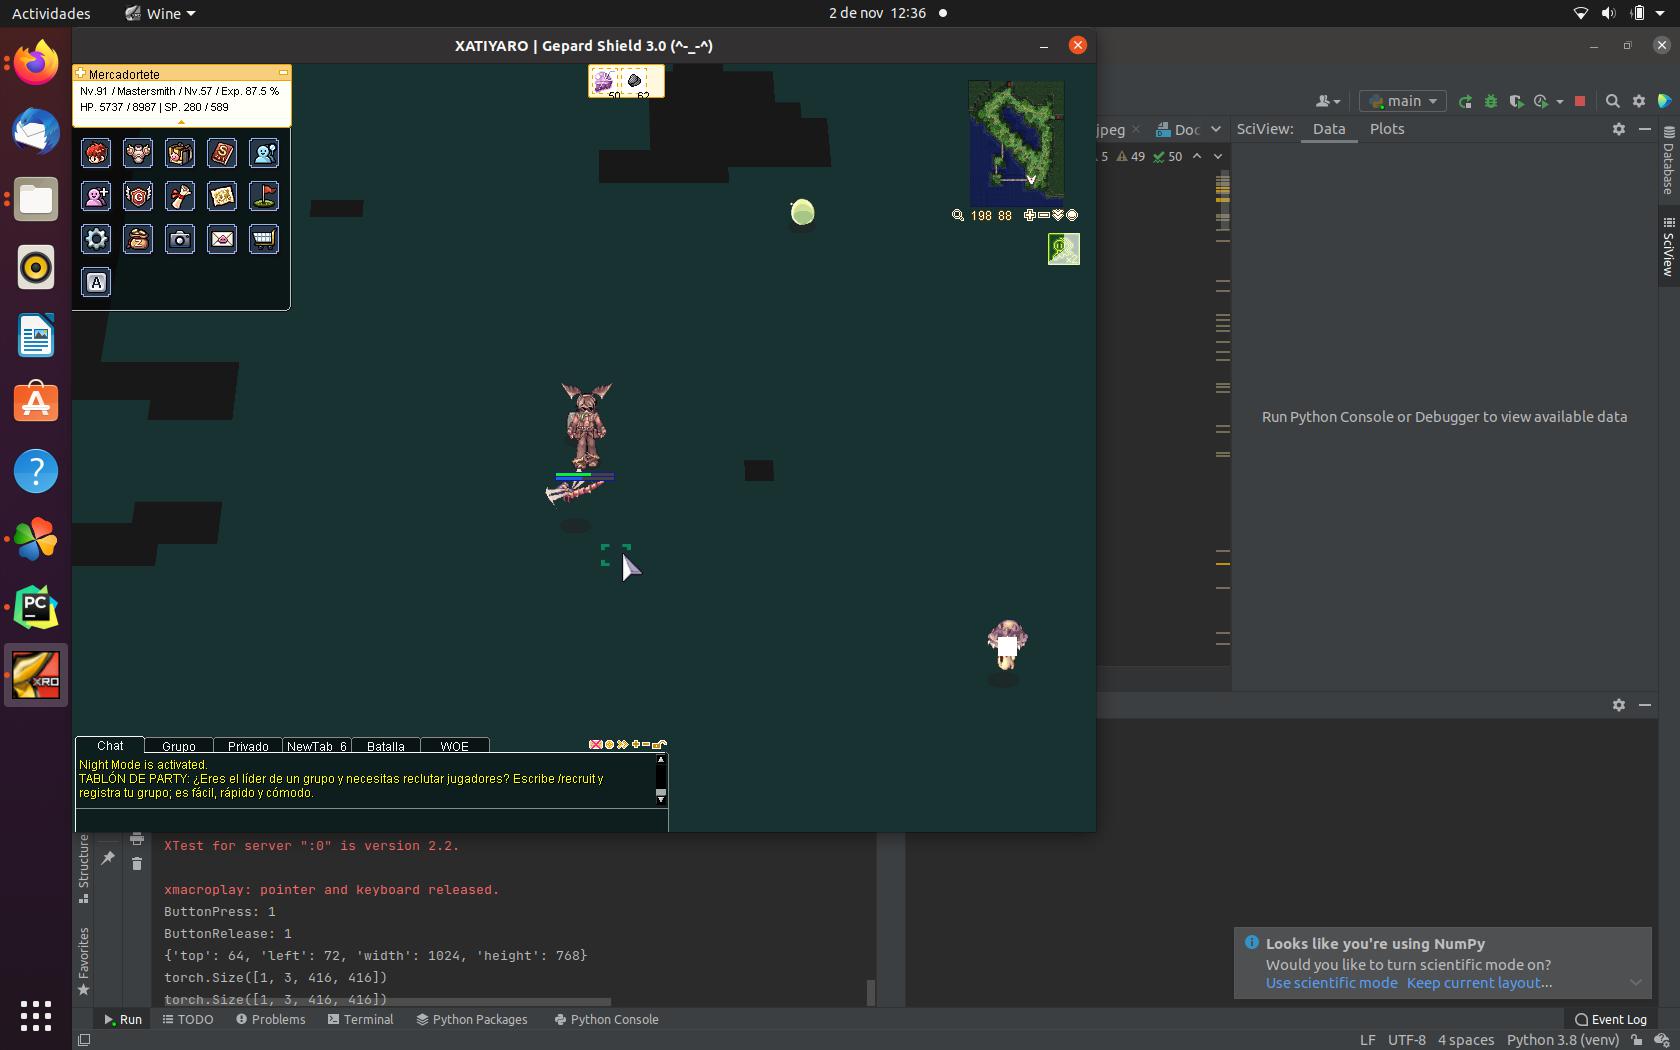 Actividades
Wine
2 de nov 12:36
XATIYARO | Gepard Shield 3.0 (^-_-^)
Mercadortete
Nv.91 / Mastersmith / Nv.57 / Exp. 87.5 %
HP. 5737 / 8987 | SP. 280 / 589
50 62
198 88
x2
A
main
jpeg
Doc
SciView:
Data
Plots
5 49 50
Database
SciView
Run Python Console or Debugger to view available data
PC
XRO
Chat
Grupo
Privado
NewTab_6
Batalla
WOE
Night Mode is activated.
TABLÓN DE PARTY: ¿Eres el líder de un grupo y necesitas reclutar jugadores? Escribe /recruit y
registra tu grupo; es fácil, rápido y cómodo.
Structure
Favorites
XTest for server ":0" is version 2.2.
xmacroplay: pointer and keyboard released.
ButtonPress: 1
ButtonRelease: 1
{'top': 64, 'left': 72, 'width': 1024, 'height': 768}
torch.Size([1, 3, 416, 416])
torch.Size([1, 3, 416, 416])
Looks like you're using NumPy
Would you like to turn scientific mode on?
Use scientific mode Keep current layout...
Run
TODO
Problems
Terminal
Python Packages
Python Console
Event Log
LF UTF-8 4 spaces Python 3.8 (venv)